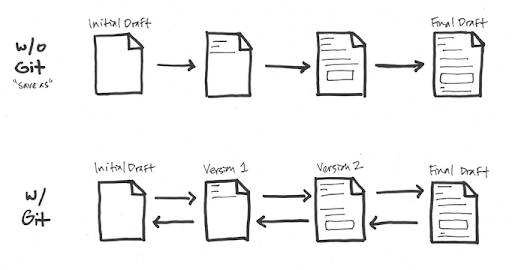 Initial Draft
Final Draft
w/o
Git
"save as"
Initial Draft
Version 1
Version 2
Final Draft
w/
Git